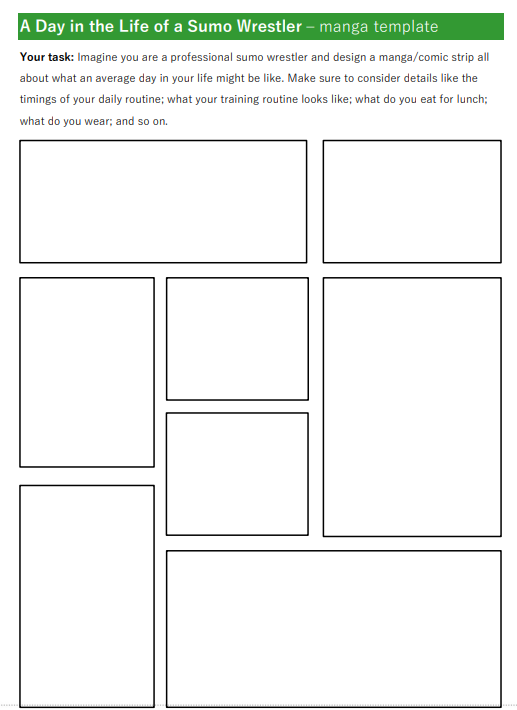 A Day in the Life of a Sumo Wrestler – manga template
Your task: Imagine you are a professional sumo wrestler and design a manga/comic strip all
about what an average day in your life might be like. Make sure to consider details like the
timings of your daily routine; what your training routine looks like; what do you eat for lunch;
what do you wear; and so on.